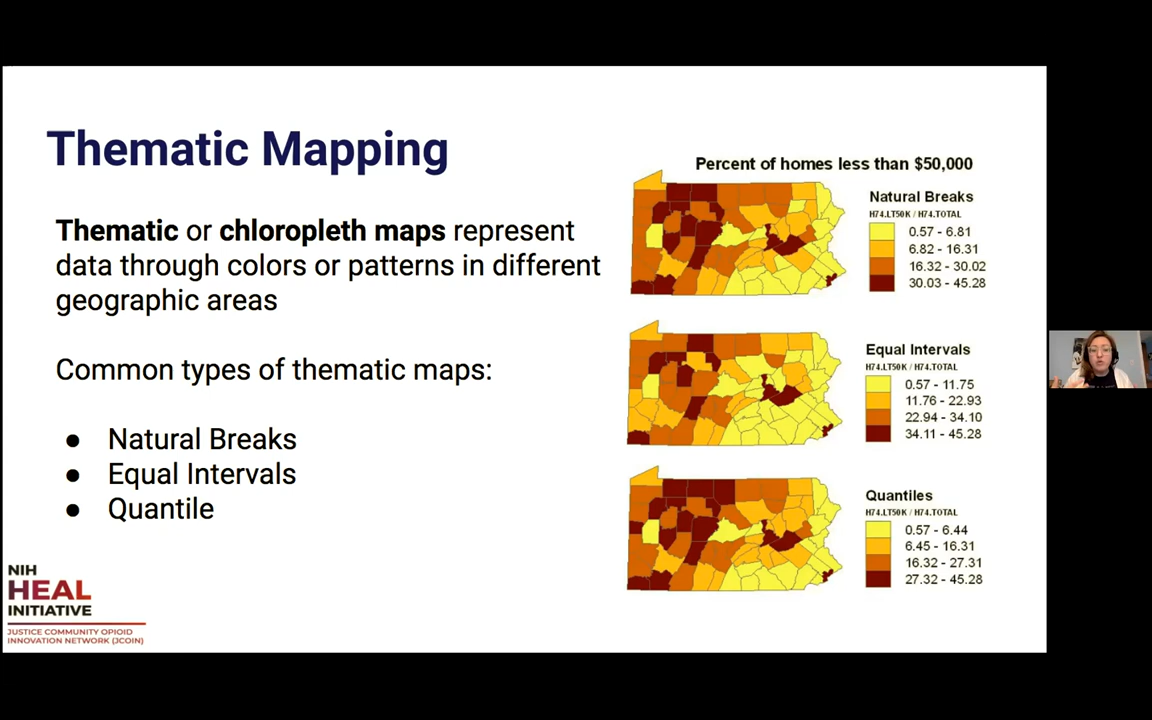 Thematic Mapping
Thematic or chloropleth maps represent
data through colors or patterns in different
geographic areas
Common types of thematic maps:
● Natural Breaks
● Equal Intervals
● Quantile
NIH
HEAL
INITIATIVE
JUSTICE COMMUNITY OPIOID
INNOVATION NETWORK (JCOIN)
Percent of homes less than $50,000
Natural Breaks
H74.LT50K / H74.TOTAL
0.57 - 6.81
6.82 - 16.31
16.32 - 30.02
30.03 - 45.28
Equal Intervals
H74.LT50K / H74.TOTAL
0.57 - 11.75
11.76 - 22.93
22.94 - 34.10
34.11 - 45.28
Quantiles
H74.LT50K / H74.TOTAL
0.57 - 6.44
6.45 - 16.31
16.32 - 27.31
27.32 - 45.28